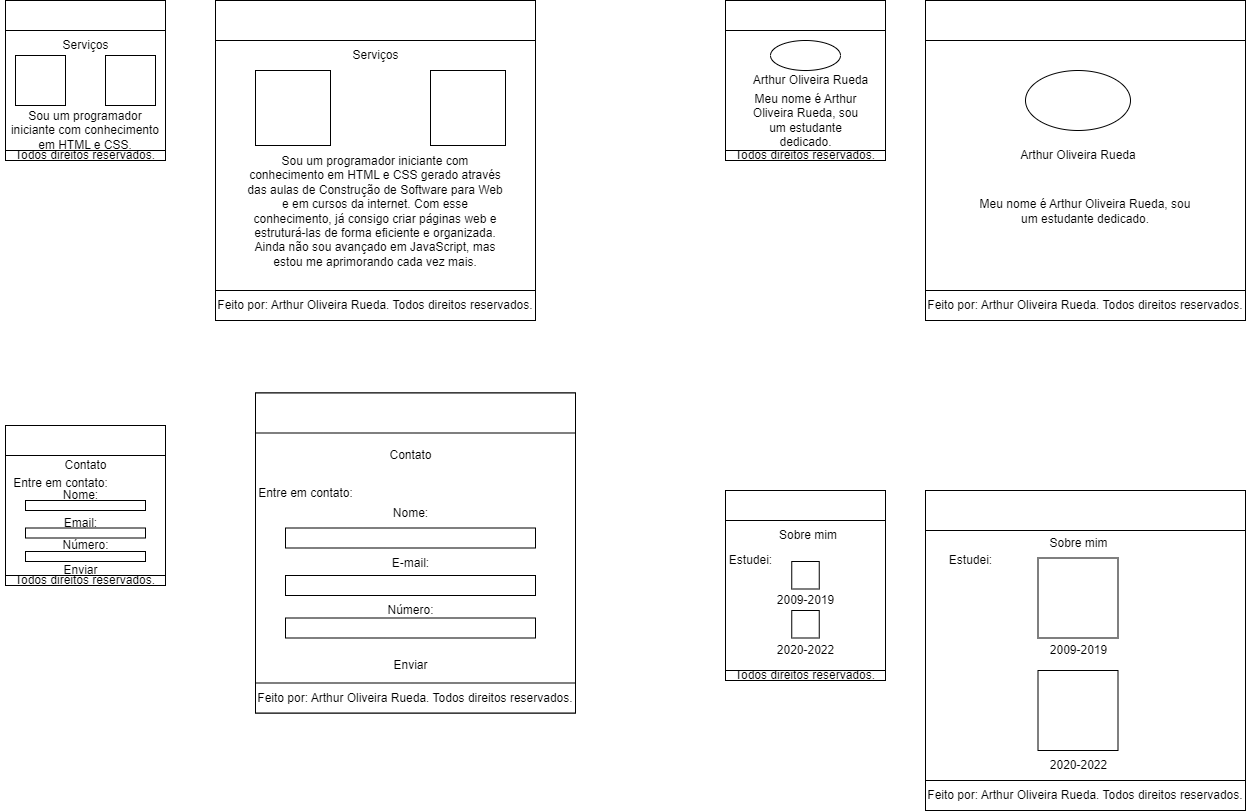 Serviços
Sou um programador
iniciante com conhecimento
em HTML e CSS.
Todos direitos reservados.
Serviços
Sou um programador iniciante com
conhecimento em HTML e CSS gerado através
das aulas de Construção de Software para Web
e em cursos da internet. Com esse
conhecimento, já consigo criar páginas web e
estruturá-las de forma eficiente e organizada.
Ainda não sou avançado em JavaScript, mas
estou me aprimorando cada vez mais.
Feito por: Arthur Oliveira Rueda. Todos direitos reservados.
Arthur Oliveira Rueda
Meu nome é Arthur
Oliveira Rueda, sou
um estudante
dedicado.
Todos direitos reservados.
Arthur Oliveira Rueda
Meu nome é Arthur Oliveira Rueda, sou
um estudante dedicado.
Feito por: Arthur Oliveira Rueda. Todos direitos reservados.
Contato
Entre em contato:
Nome:
Email:
Número:
Enviar
Todos direitos reservados.
Contato
Entre em contato:
Nome:
E-mail:
Número:
Enviar
Feito por: Arthur Oliveira Rueda. Todos direitos reservados.
Sobre mim
Estudei:
2009-2019
2020-2022
Todos direitos reservados.
Sobre mim
Estudei:
2009-2019
2020-2022
Feito por: Arthur Oliveira Rueda. Todos direitos reservados.